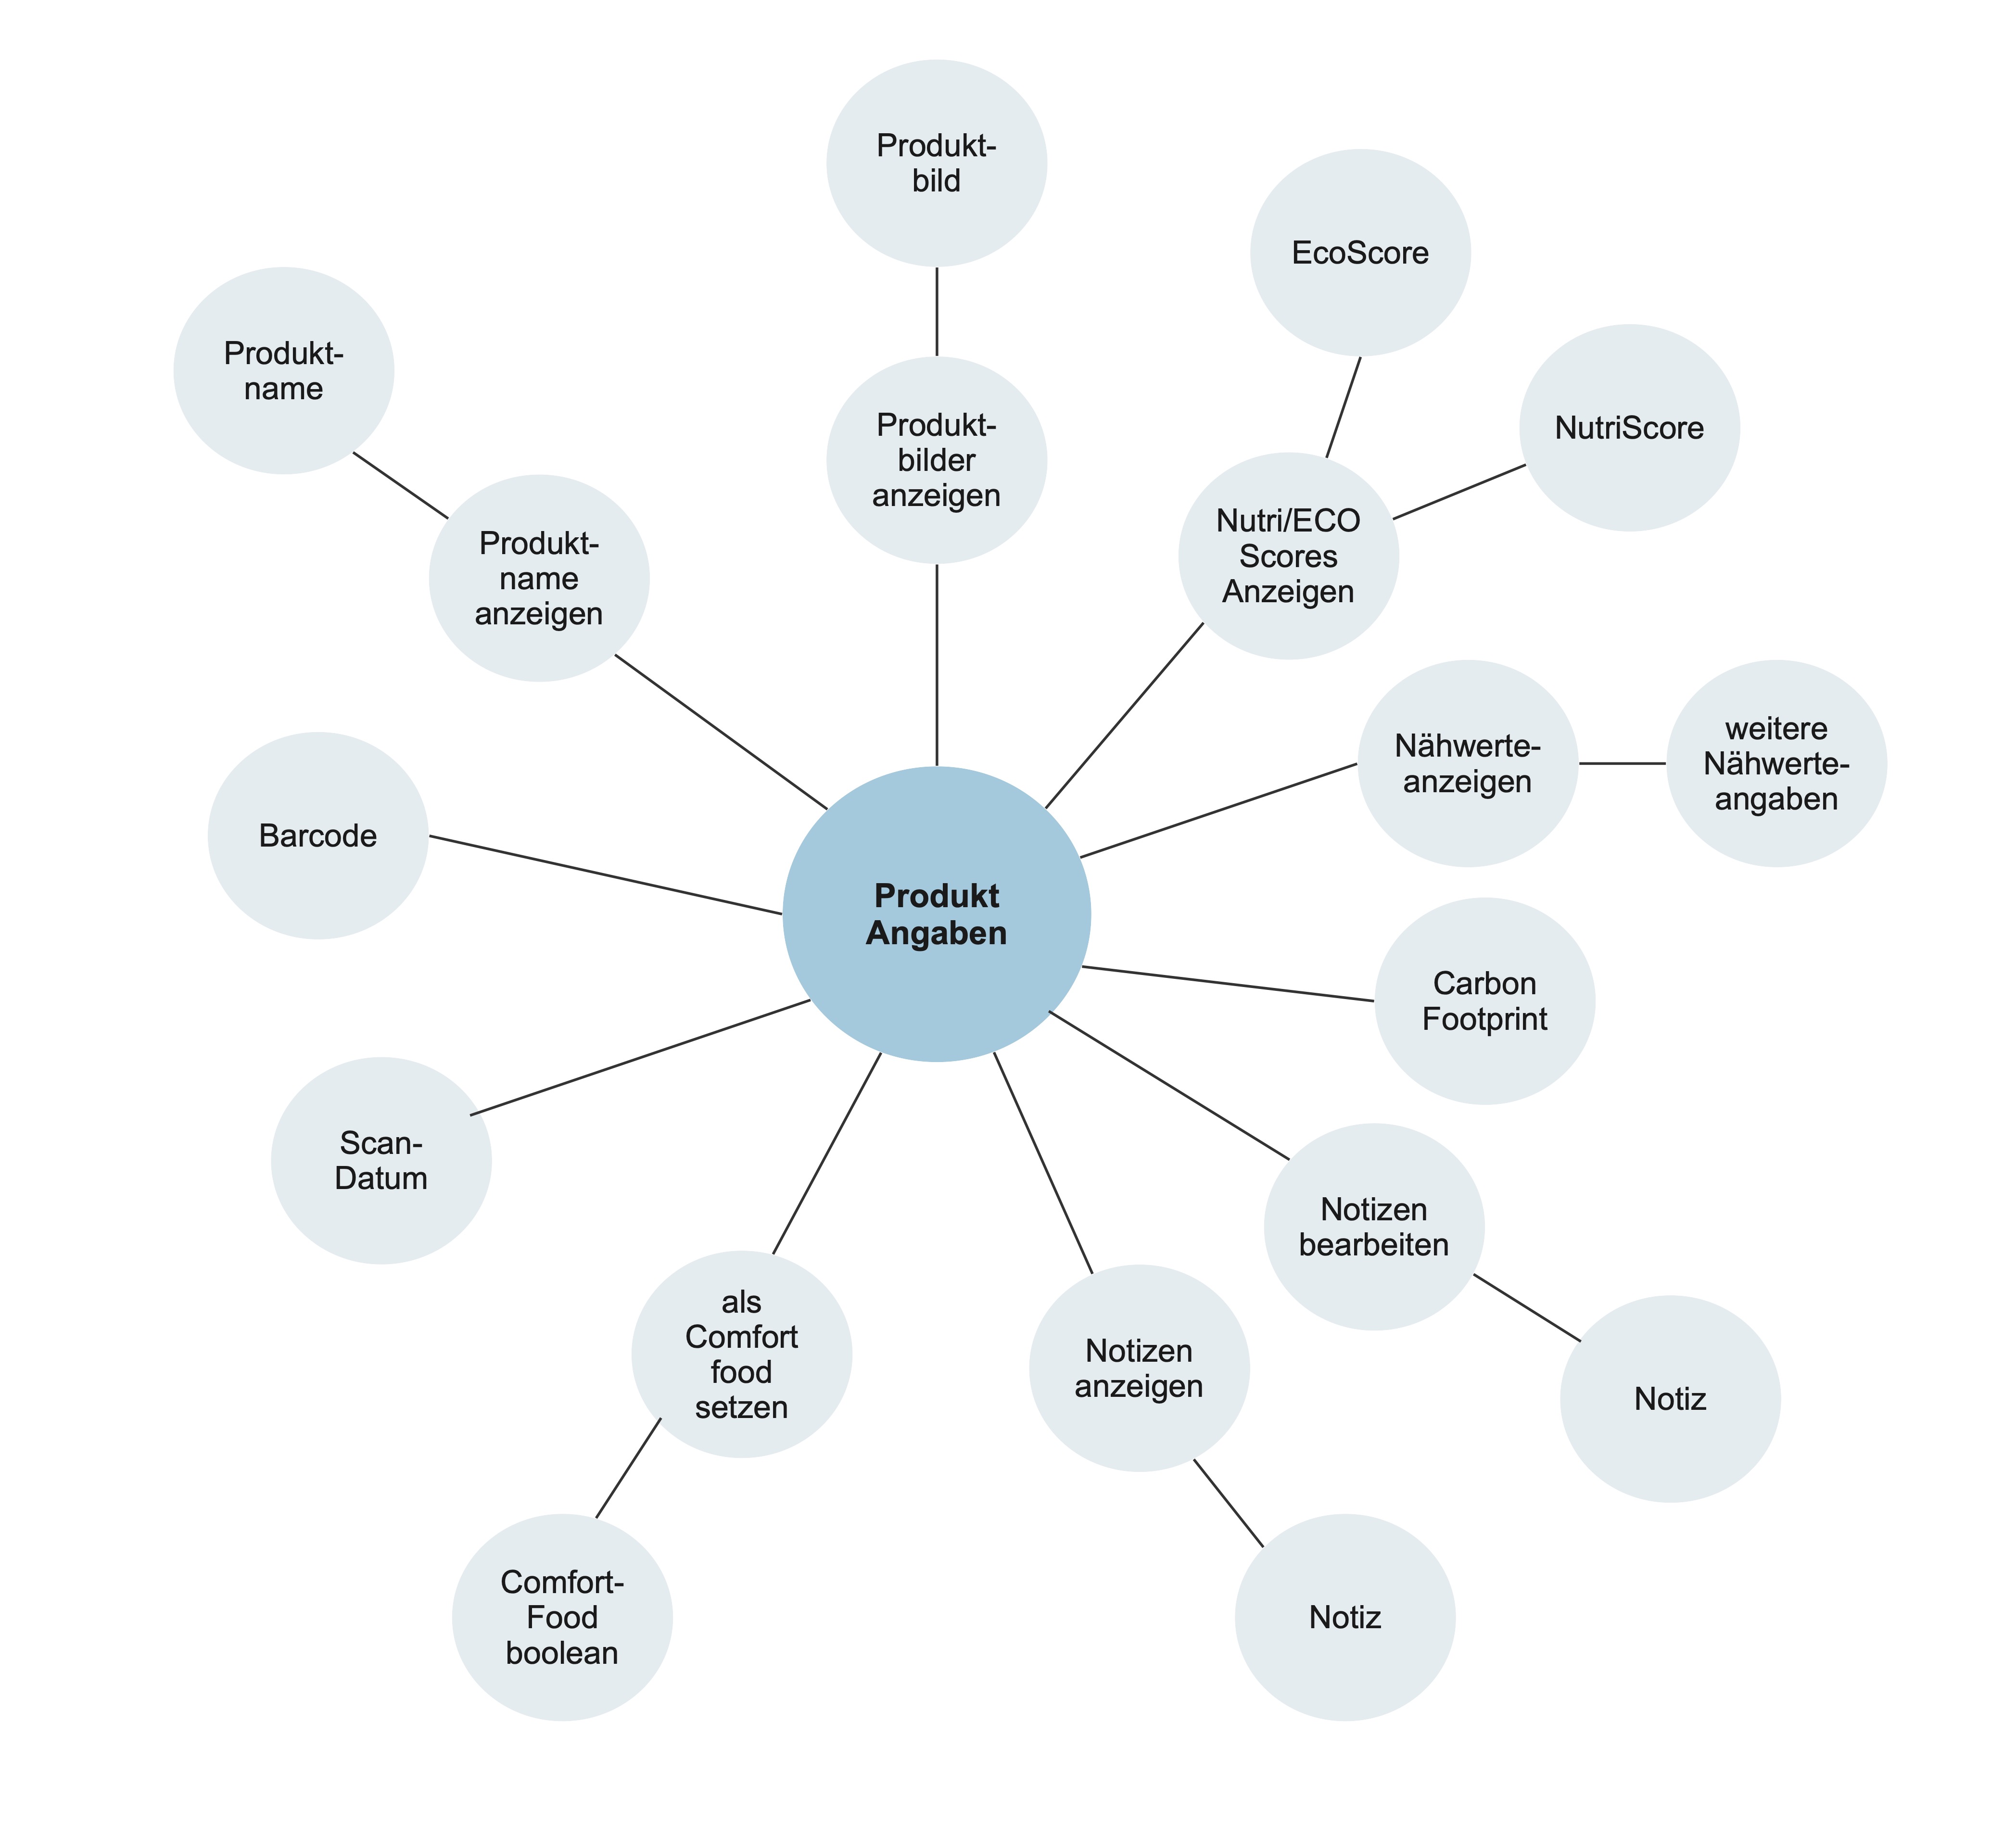 Produkt-
bild
EcoScore
Produkt-
name
NutriScore
Produkt-
bilder
anzeigen
Nutri/ECO
Scores
Anzeigen
Produkt-
name
anzeigen
Nähwerte-
anzeigen
weitere
Nähwerte-
angaben
Barcode
Produkt
Angaben
Carbon
Footprint
Scan-
Datum
Notizen
bearbeiten
als
Comfort
food
setzen
Notizen
anzeigen
Notiz
Comfort-
Food
boolean
Notiz